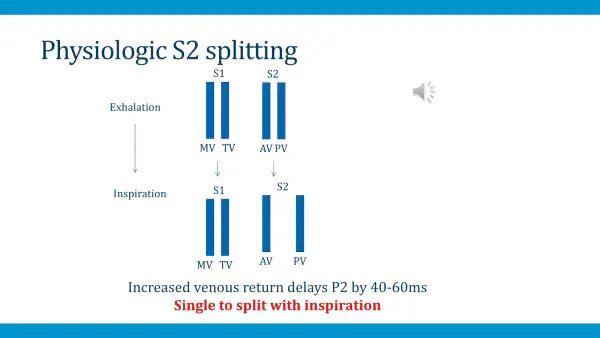 Physiologic S2 splitting
S1 S2
Exhalation
MV TV AV PV
Inspiration
S1 S2
MV TV AV PV
Increased venous return delays P2 by 40-60ms
Single to split with inspiration